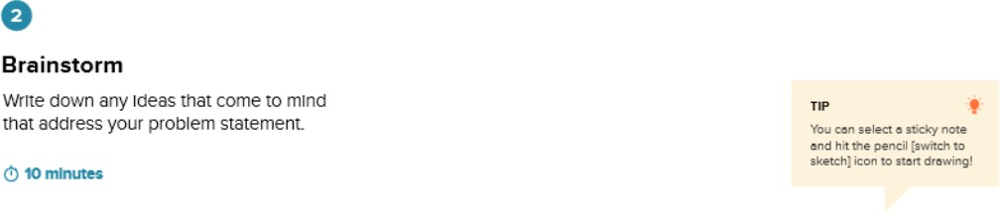 2
Brainstorm
Write down any ideas that come to mind
that address your problem statement.
10 minutes
TIP
You can select a sticky note
and hit the pencil [switch to
sketch] icon to start drawing!